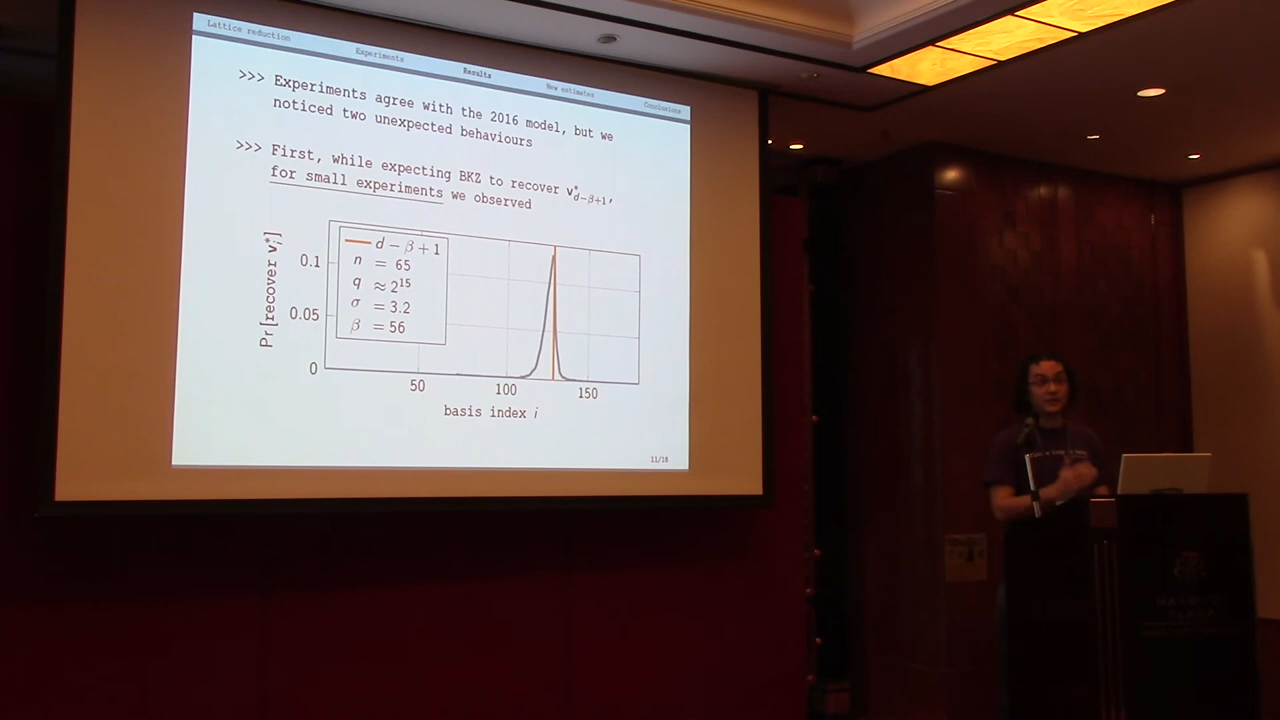 Lattice reduction
Experiments
Results
New estimates
Conclusions
>>> Experiments agree with the 2016 model, but we
noticed two unexpected behaviours
>>> First, while expecting BKZ to recover v*_{d−β+1},
for small experiments we observed
Pr[recover v*_i]
0.1
0.05
0
d − β + 1
n = 65
q ≈ 2^15
σ = 3.2
β = 56
50
100
150
basis index i
11/18